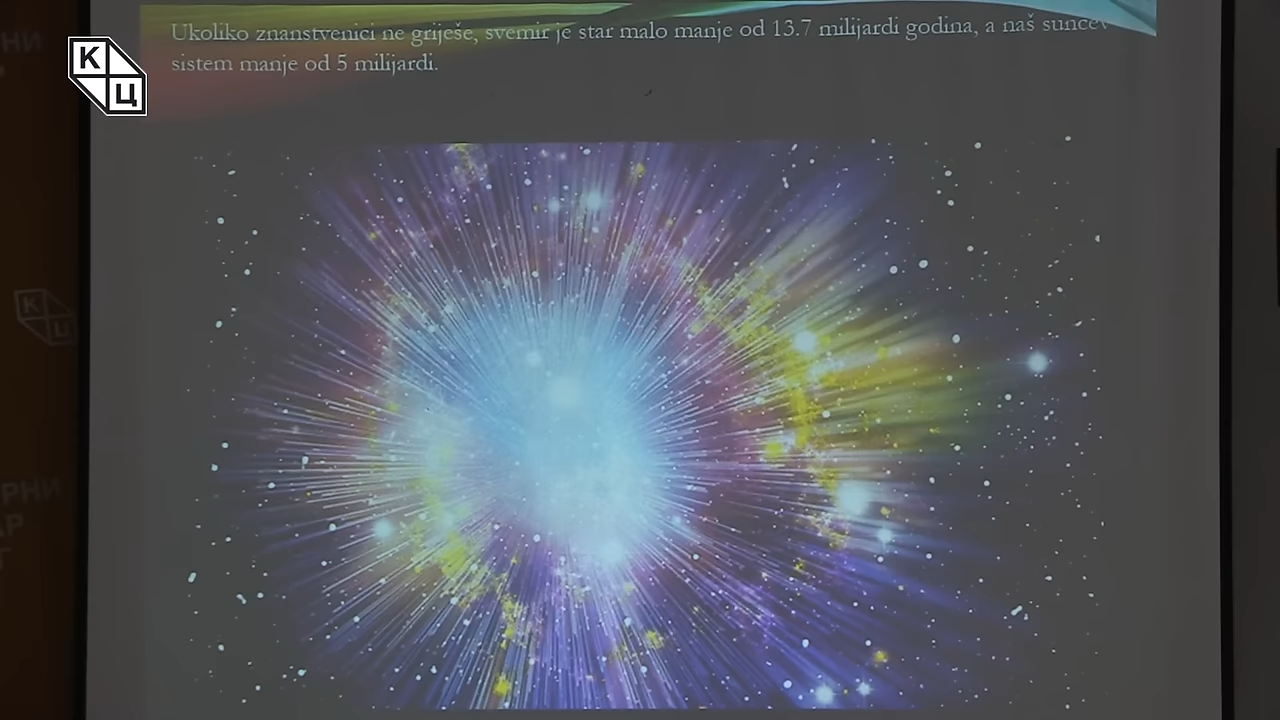 Ukoliko znanstvenici ne griješe, svemir je star malo manje od 13.7 milijardi godina, a naš
sistem manje od 5 milijardi.
К
Ц
К
Ц
РНИ